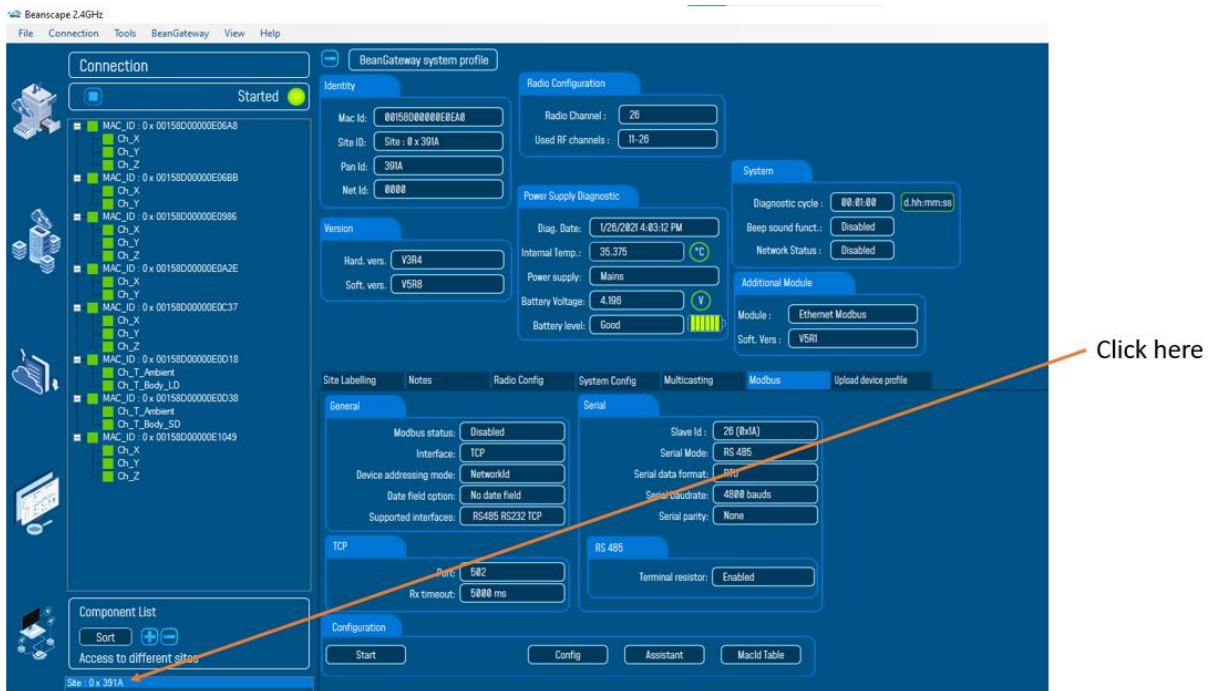 Beanscape 2.4GHz
File Connection Tools BeanGateway View Help
Connection
Started
MAC_ID : 0 x 00158D00000E06A8
Ch_X
Ch_Y
Ch_Z
MAC_ID : 0 x 00158D00000E06BB
Ch_X
Ch_Y
MAC_ID : 0 x 00158D00000E0986
Ch_X
Ch_Y
Ch_Z
MAC_ID : 0 x 00158D00000E0A2E
Ch_X
Ch_Y
MAC_ID : 0 x 00158D00000E0C37
Ch_X
Ch_Y
Ch_Z
MAC_ID : 0 x 00158D00000E0D18
Ch_T_Ambient
Ch_T_Body_LD
MAC_ID : 0 x 00158D00000E0D38
Ch_T_Ambient
Ch_T_Body_SD
MAC_ID : 0 x 00158D00000E1049
Ch_X
Ch_Y
Ch_Z
Component List
Sort
Access to different sites
Site : 0 x 391A
BeanGateway system profile
Identity
Mac Id: 00158D00000E0EA0
Site ID: Site : 0 x 391A
Pan Id: 391A
Net Id: 0000
Version
Hard. vers. V3R4
Soft. vers. V5R8
Radio Configuration
Radio Channel : 26
Used RF channels : 11-26
Power Supply Diagnostic
Diag. Date: 1/26/2021 4:03:12 PM
Internal Temp.: 35.375 °C
Power supply: Mains
Battery Voltage: 4.196 V
Battery level: Good
System
Diagnostic cycle : 00:01:00 d.hh:mm:ss
Beep sound funct.: Disabled
Network Status : Disabled
Additional Module
Module : Ethernet Modbus
Soft. Vers : V5R1
Site Labelling Notes Radio Config System Config Multicasting Modbus Upload device profile
General
Modbus status: Disabled
Interface: TCP
Device addressing mode: NetworkId
Date field option: No date field
Supported interfaces: RS485 RS232 TCP
TCP
Port: 502
Rx timeout: 5000 ms
Serial
Slave Id : 26 (0x1A)
Serial Mode: RS 485
Serial data format: RTU
Serial baudrate: 4800 bauds
Serial parity: None
RS 485
Terminal resistor: Enabled
Configuration
Start Config Assistant MacId Table
Click here